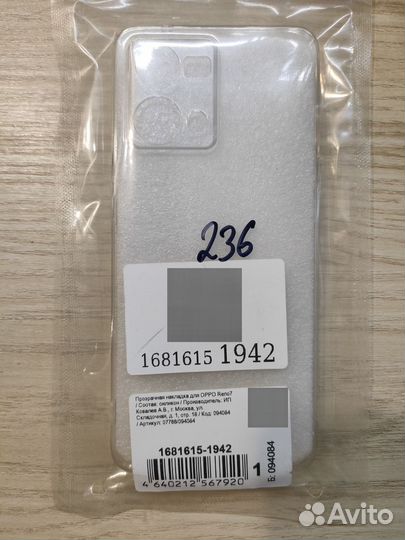 236
1681615 1942
Прозрачная накладка для OPPO Reno7
/ Состав: силикон / Производитель: ИП
Ковалев А.В., г. Москва, ул.
Складочная, д. 1, стр. 18 / Код: 094084
/ Артикул: 07788/094084
1681615-1942
4 640212 567920
1
Б: 094084
Avito